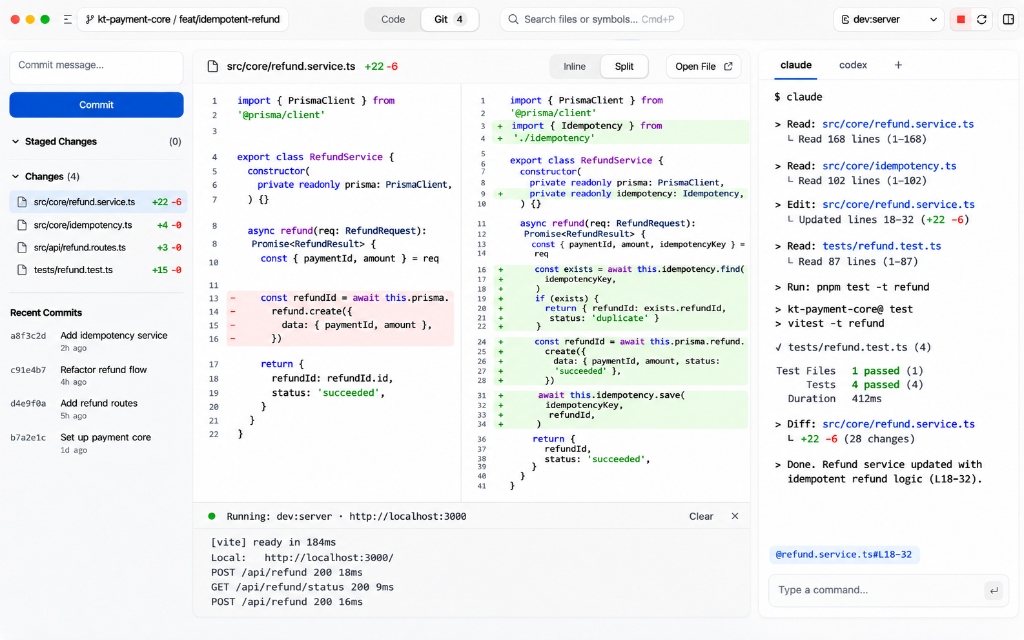 kt-payment-core / feat/idempotent-refund
Code
Git 4
Search files or symbols... Cmd+P
dev:server
Commit message...
Commit
Staged Changes (0)
Changes (4)
src/core/refund.service.ts +22 -6
src/core/idempotency.ts +4 -0
src/api/refund.routes.ts +3 -0
tests/refund.test.ts +15 -0
Recent Commits
a8f3c2d Add idempotency service
2h ago
c91e4b7 Refactor refund flow
4h ago
d4e9f0a Add refund routes
5h ago
b7a2e1c Set up payment core
1d ago
src/core/refund.service.ts +22 -6
Inline
Split
Open File
1 import { PrismaClient } from
2 '@prisma/client'
3
4 export class RefundService {
5 constructor(
6 private readonly prisma: PrismaClient,
7 ) {}
8 async refund(req: RefundRequest):
8 Promise<RefundResult> {
10 const { paymentId, amount } = req
11
13 - const refundId = await this.prisma.
14 - refund.create({
15 - data: { paymentId, amount },
16 - })
17 return {
18 refundId: refundId.id,
19 status: 'succeeded',
20 }
21 }
22 }
1 import { PrismaClient } from
2 '@prisma/client'
3 + import { Idempotency } from
4 + './idempotency'
5
6 export class RefundService {
7 constructor(
8 private readonly prisma: PrismaClient,
9 + private readonly idempotency: Idempotency,
10 ) {}
11 async refund(req: RefundRequest):
12 Promise<RefundResult> {
13 const { paymentId, amount, idempotencyKey } =
14 req
16 + const exists = await this.idempotency.find(
17 + idempotencyKey,
18 + )
19 + if (exists) {
20 + return { refundId: exists.refundId,
21 + status: 'duplicate' }
22 + }
24 + const refundId = await this.prisma.refund.
25 + create({
26 + data: { paymentId, amount, status:
27 + 'succeeded' },
28 + })
31 + await this.idempotency.save(
32 + idempotencyKey,
33 + refundId,
34 + )
36 return {
37 refundId,
38 status: 'succeeded',
39 }
40 }
41 }
Running: dev:server · http://localhost:3000
Clear
[vite] ready in 184ms
Local: http://localhost:3000/
POST /api/refund 200 18ms
GET /api/refund/status 200 9ms
POST /api/refund 200 16ms
claude
codex
+
$ claude
> Read: src/core/refund.service.ts
└ Read 168 lines (1–168)
> Read: src/core/idempotency.ts
└ Read 102 lines (1–102)
> Edit: src/core/refund.service.ts
└ Updated lines 18–32 (+22 -6)
> Read: tests/refund.test.ts
└ Read 87 lines (1–87)
> Run: pnpm test -t refund
> kt-payment-core@ test
> vitest -t refund
✓ tests/refund.test.ts (4)
Test Files 1 passed (1)
Tests 4 passed (4)
Duration 412ms
> Diff: src/core/refund.service.ts
└ +22 -6 (28 changes)
> Done. Refund service updated with
idempotent refund logic (L18–32).
@refund.service.ts#L18-32
Type a command...